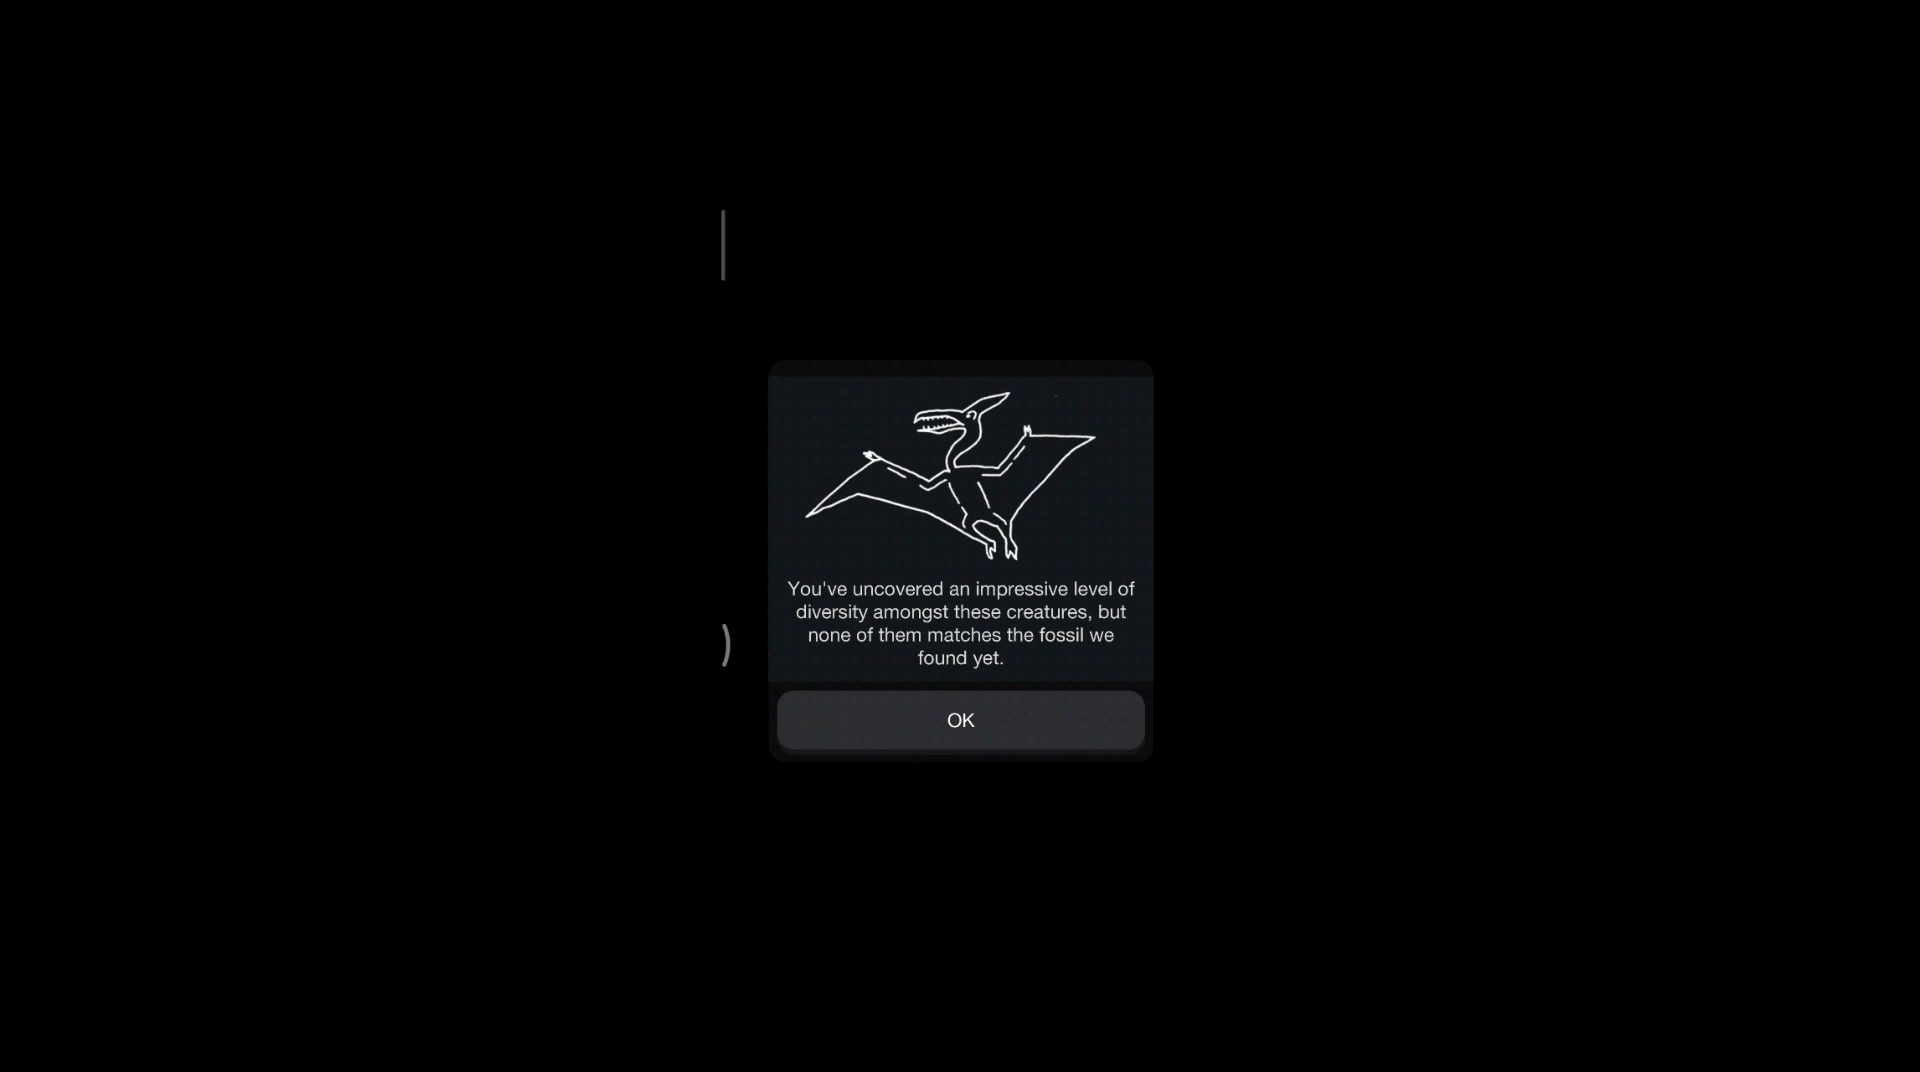 You've uncovered an impressive level of
diversity amongst these creatures, but
none of them matches the fossil we
found yet.
OK